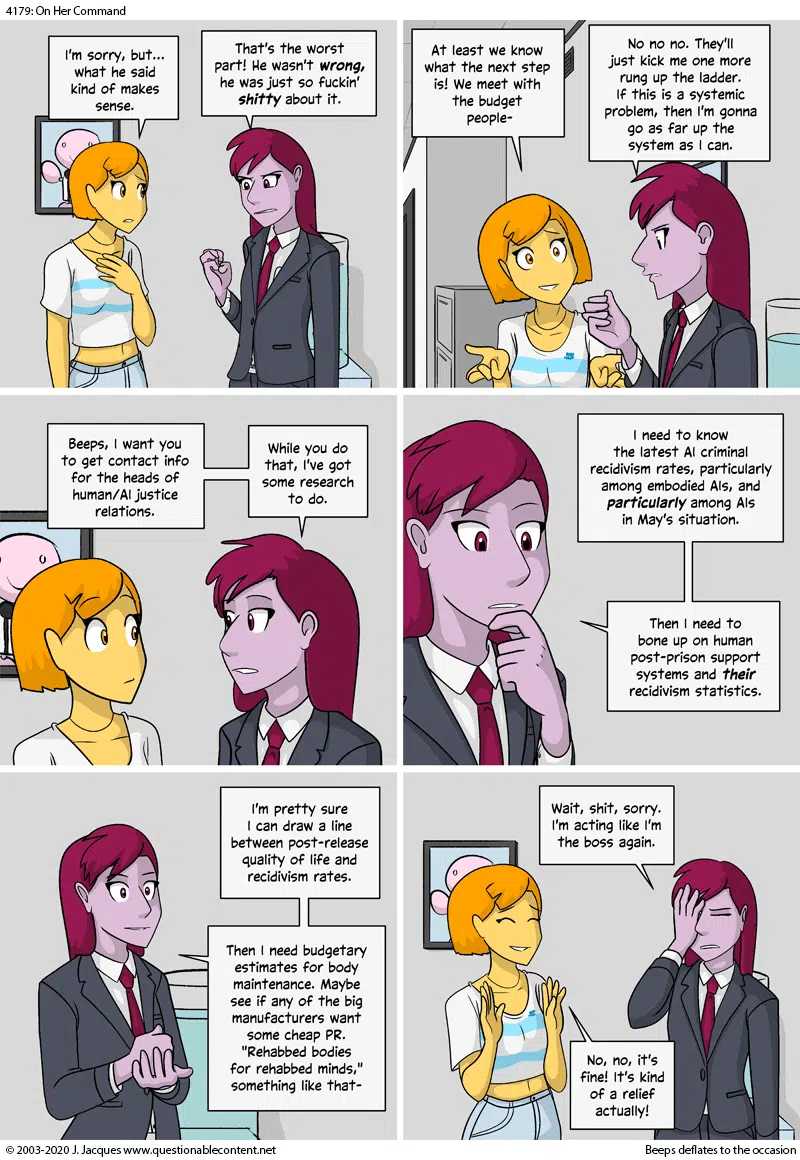 4179: On Her Command
I'm sorry, but...
what he said
kind of makes
sense.
That's the worst
part! He wasn't wrong,
he was just so fuckin'
shitty about it.
At least we know
what the next step
is! We meet with
the budget
people-
No no no. They'll
just kick me one more
rung up the ladder.
If this is a systemic
problem, then I'm gonna
go as far up the
system as I can.
Beeps, I want you
to get contact info
for the heads of
human/AI justice
relations.
While you do
that, I've got
some research
to do.
I need to know
the latest AI criminal
recidivism rates, particularly
among embodied AIs, and
particularly among AIs
in May's situation.
Then I need to
bone up on human
post-prison support
systems and their
recidivism statistics.
I'm pretty sure
I can draw a line
between post-release
quality of life and
recidivism rates.
Then I need budgetary
estimates for body
maintenance. Maybe
see if any of the big
manufacturers want
some cheap PR.
"Rehabbed bodies
for rehabbed minds,"
something like that-
Wait, shit, sorry.
I'm acting like I'm
the boss again.
No, no, it's
fine! It's kind
of a relief
actually!
© 2003-2020 J. Jacques www.questionablecontent.net
Beeps deflates to the occasion